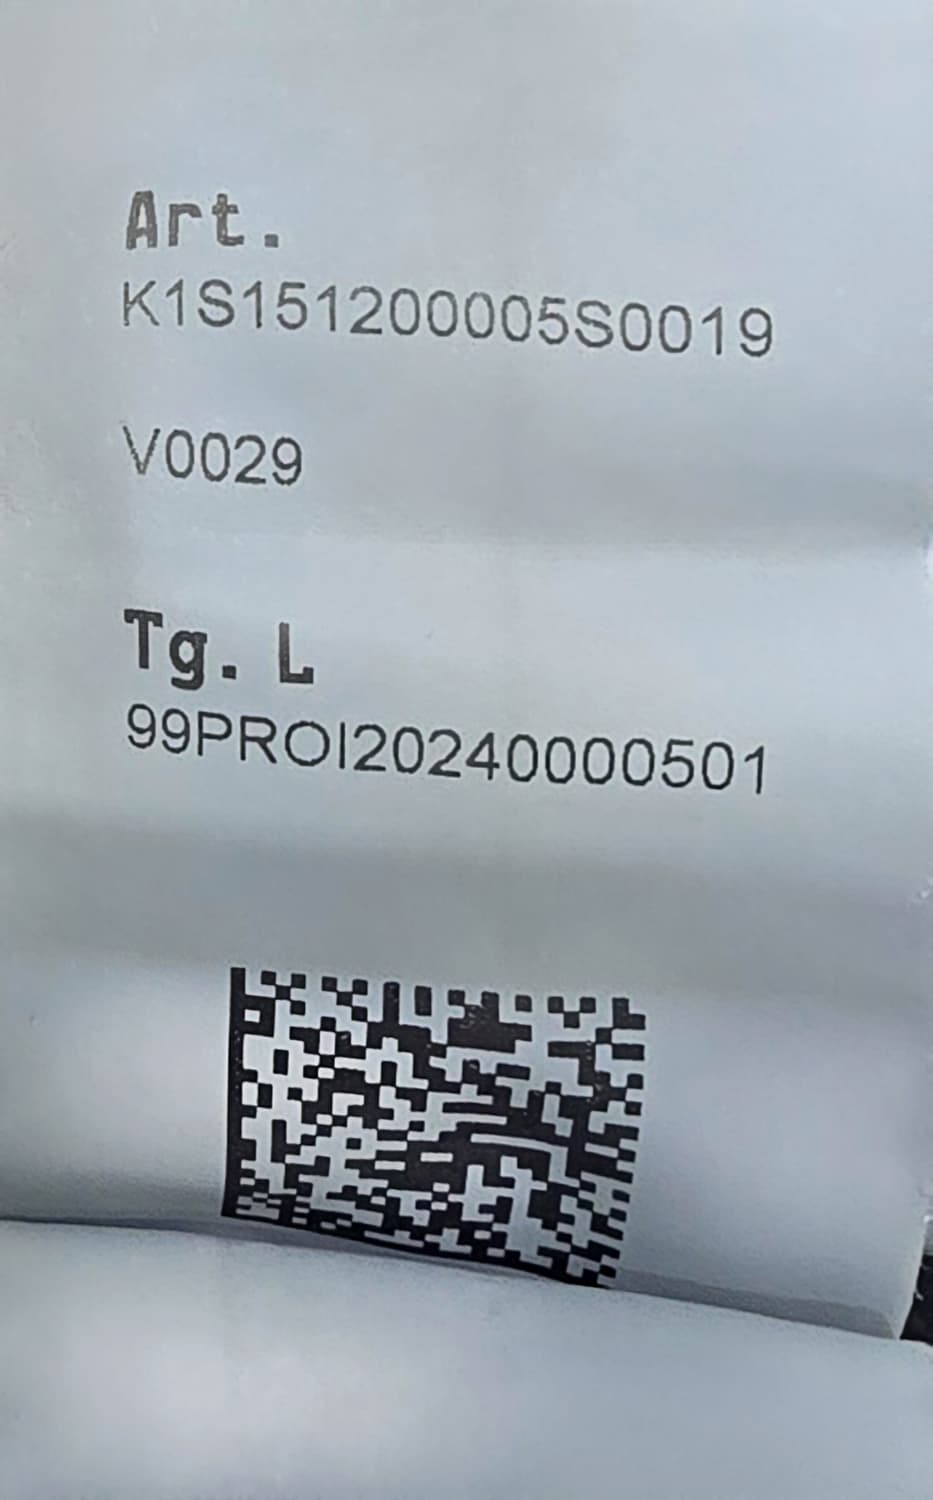 Art.
K1S151200005S0019
V0029
Tg. L
99PROI20240000501